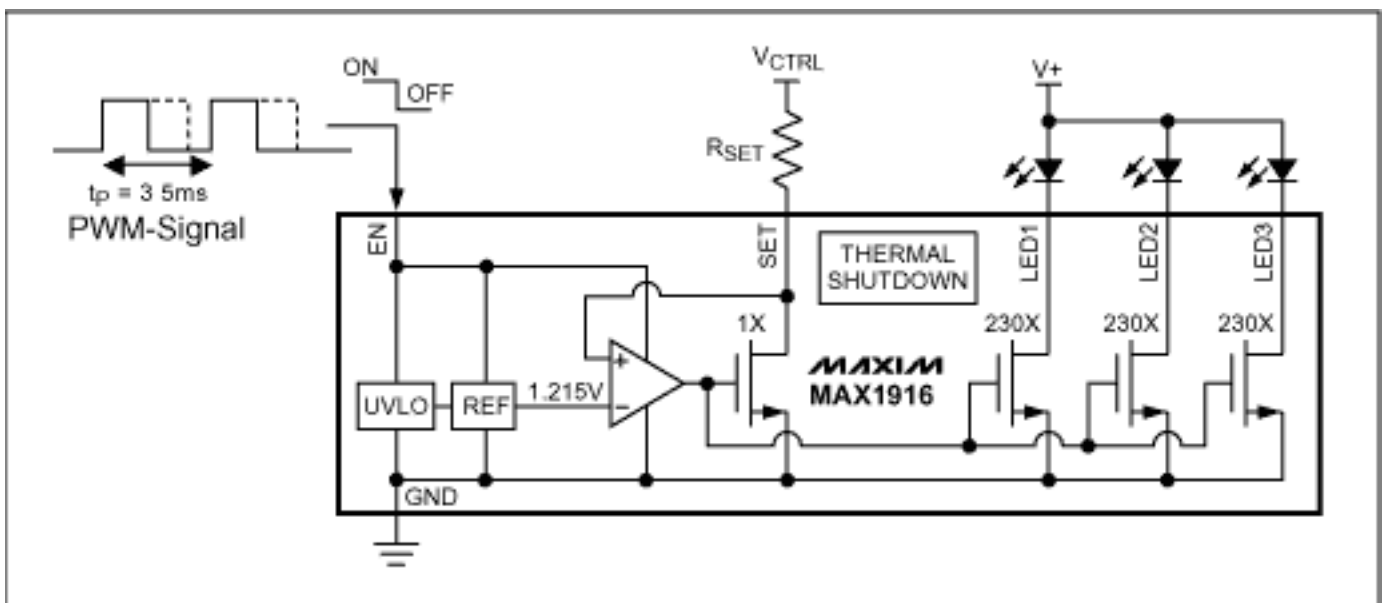 ON
OFF
tP = 3 5ms
PWM-Signal
VCTRL
RSET
V+
EN
SET
THERMAL
SHUTDOWN
LED1
LED2
LED3
1X
230X
230X
230X
MAXIM
MAX1916
UVLO
REF
1.215V
+
−
GND